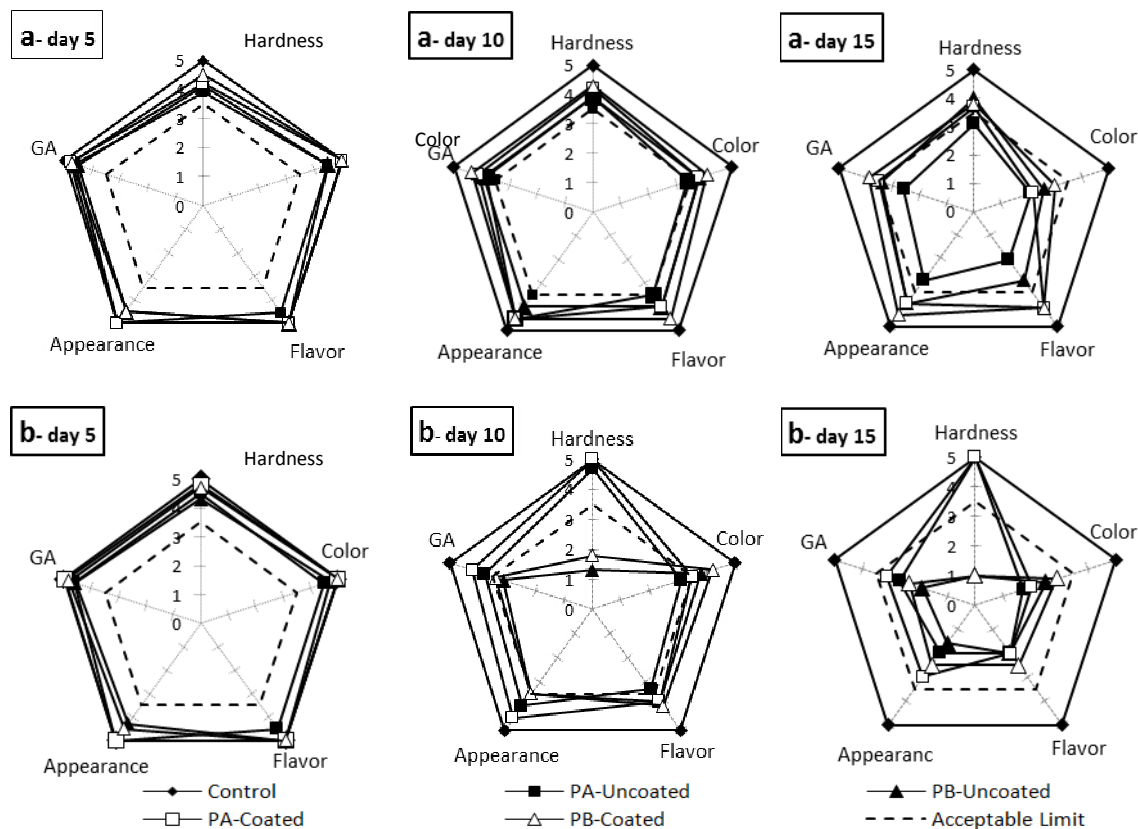 a- day 5
Hardness
5
4
3
2
1
0
GA
Appearance
Flavor
a- day 10
Hardness
5
4
3
2
1
0
Color
GA
Color
Appearance
Flavor
a- day 15
Hardness
5
4
3
2
1
0
GA
Color
Appearance
Flavor
b- day 5
Hardness
5
4
3
2
1
0
GA
Color
Appearance
Flavor
b- day 10
Hardness
5
4
3
2
1
0
GA
Color
Appearance
Flavor
b- day 15
Hardness
5
4
3
2
1
0
GA
Color
Appearanc
Flavor
Control
PA-Uncoated
PB-Uncoated
PA-Coated
PB-Coated
Acceptable Limit